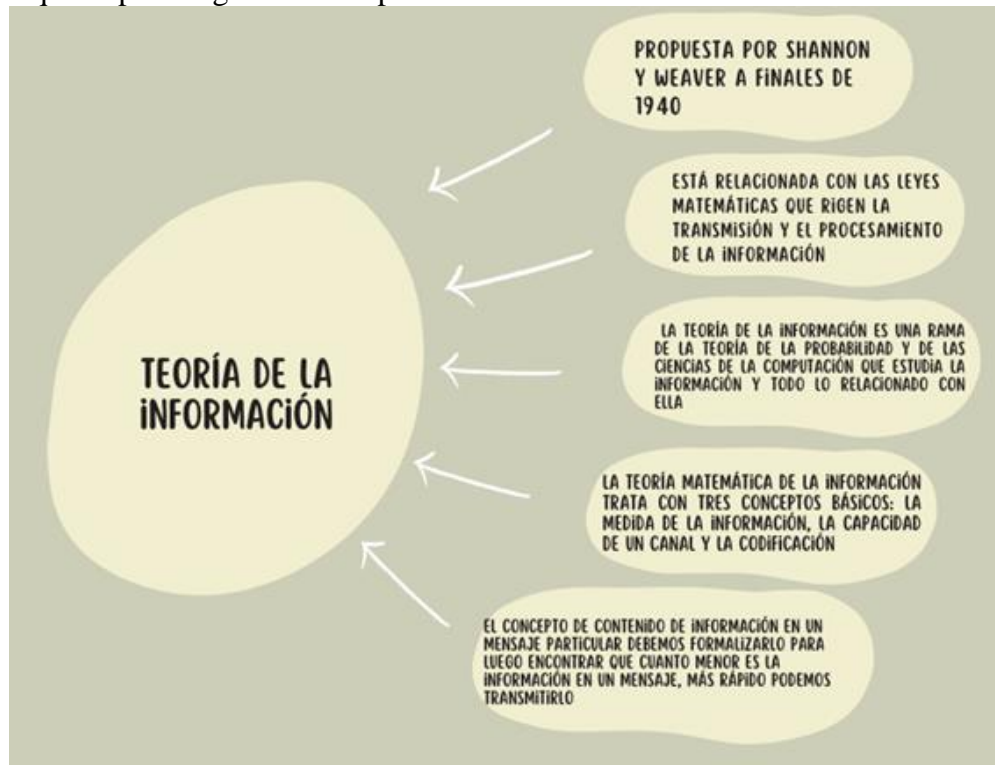 PROPUESTA POR SHANNON
Y WEAVER A FINALES DE
1940
ESTÁ RELACIONADA CON LAS LEYES
MATEMÁTICAS QUE RIGEN LA
TRANSMISIÓN Y EL PROCESAMIENTO
DE LA INFORMACIÓN
LA TEORÍA DE LA INFORMACIÓN ES UNA RAMA
DE LA TEORÍA DE LA PROBABILIDAD Y DE LAS
CIENCIAS DE LA COMPUTACIÓN QUE ESTUDIA LA
INFORMACIÓN Y TODO LO RELACIONADO CON
ELLA
TEORÍA DE LA
INFORMACIÓN
LA TEORÍA MATEMÁTICA DE LA INFORMACIÓN
TRATA CON TRES CONCEPTOS BÁSICOS: LA
MEDIDA DE LA INFORMACIÓN, LA CAPACIDAD
DE UN CANAL Y LA CODIFICACIÓN
EL CONCEPTO DE CONTENIDO DE INFORMACIÓN EN UN
MENSAJE PARTICULAR DEBEMOS FORMALIZARLO PARA
LUEGO ENCONTRAR QUE CUANTO MENOR ES LA
INFORMACIÓN EN UN MENSAJE, MÁS RÁPIDO PODEMOS
TRANSMITIRLO